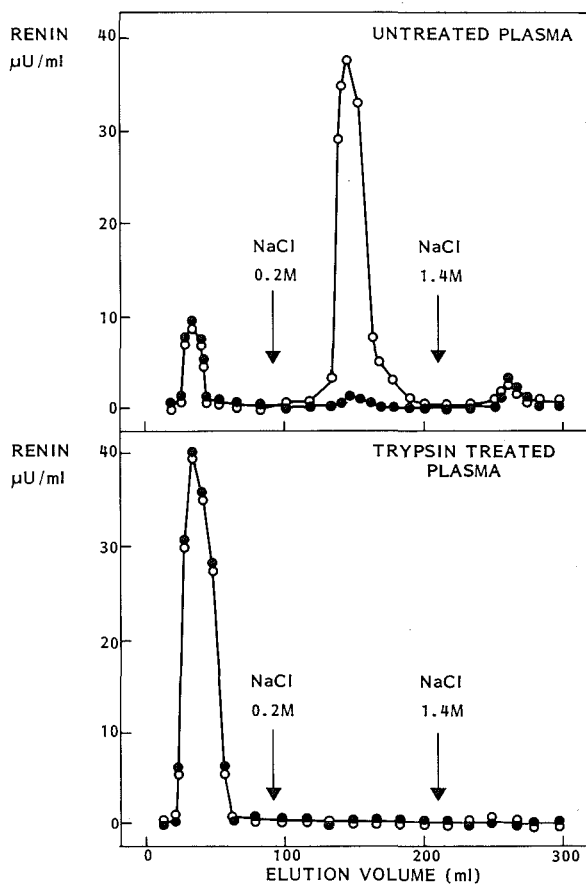 RENIN
μU/ml
UNTREATED PLASMA
40
30
20
10
0
NaCl
0.2M
NaCl
1.4M
RENIN
μU/ml
TRYPSIN TREATED
PLASMA
40
30
20
10
0
NaCl
0.2M
NaCl
1.4M
0
100
200
300
ELUTION VOLUME (ml)